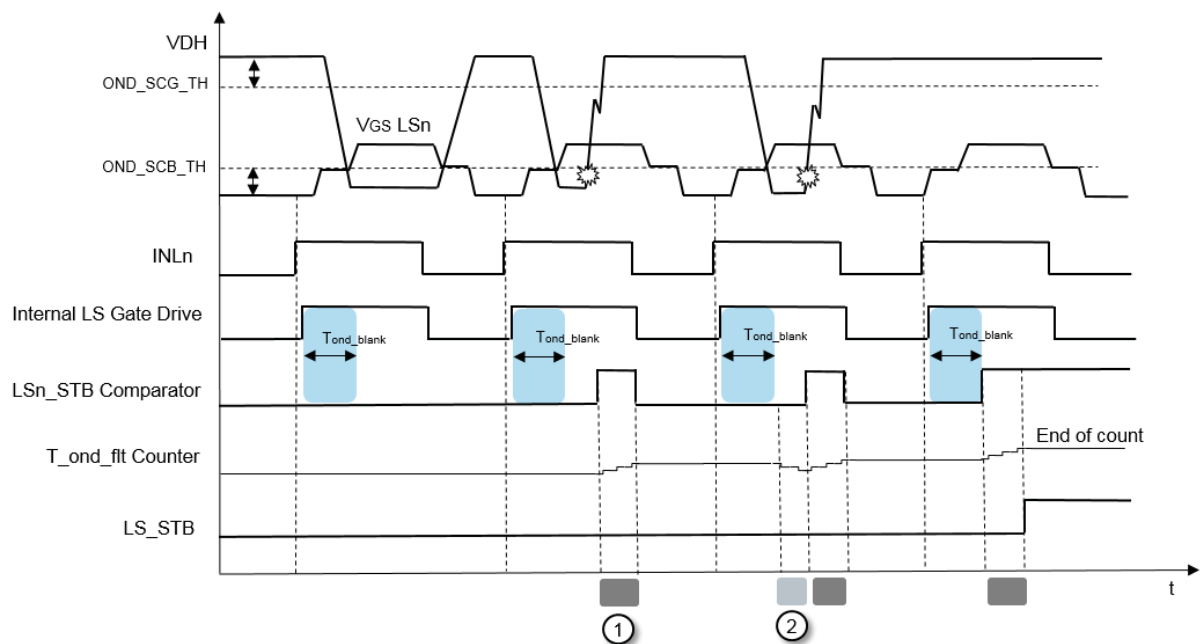 VDH
OND_SCG_TH
VGS LSn
OND_SCB_TH
INLn
Internal LS Gate Drive
Tond_blank
Tond_blank
Tond_blank
Tond_blank
LSn_STB Comparator
T_ond_flt Counter
End of count
LS_STB
t
1
2